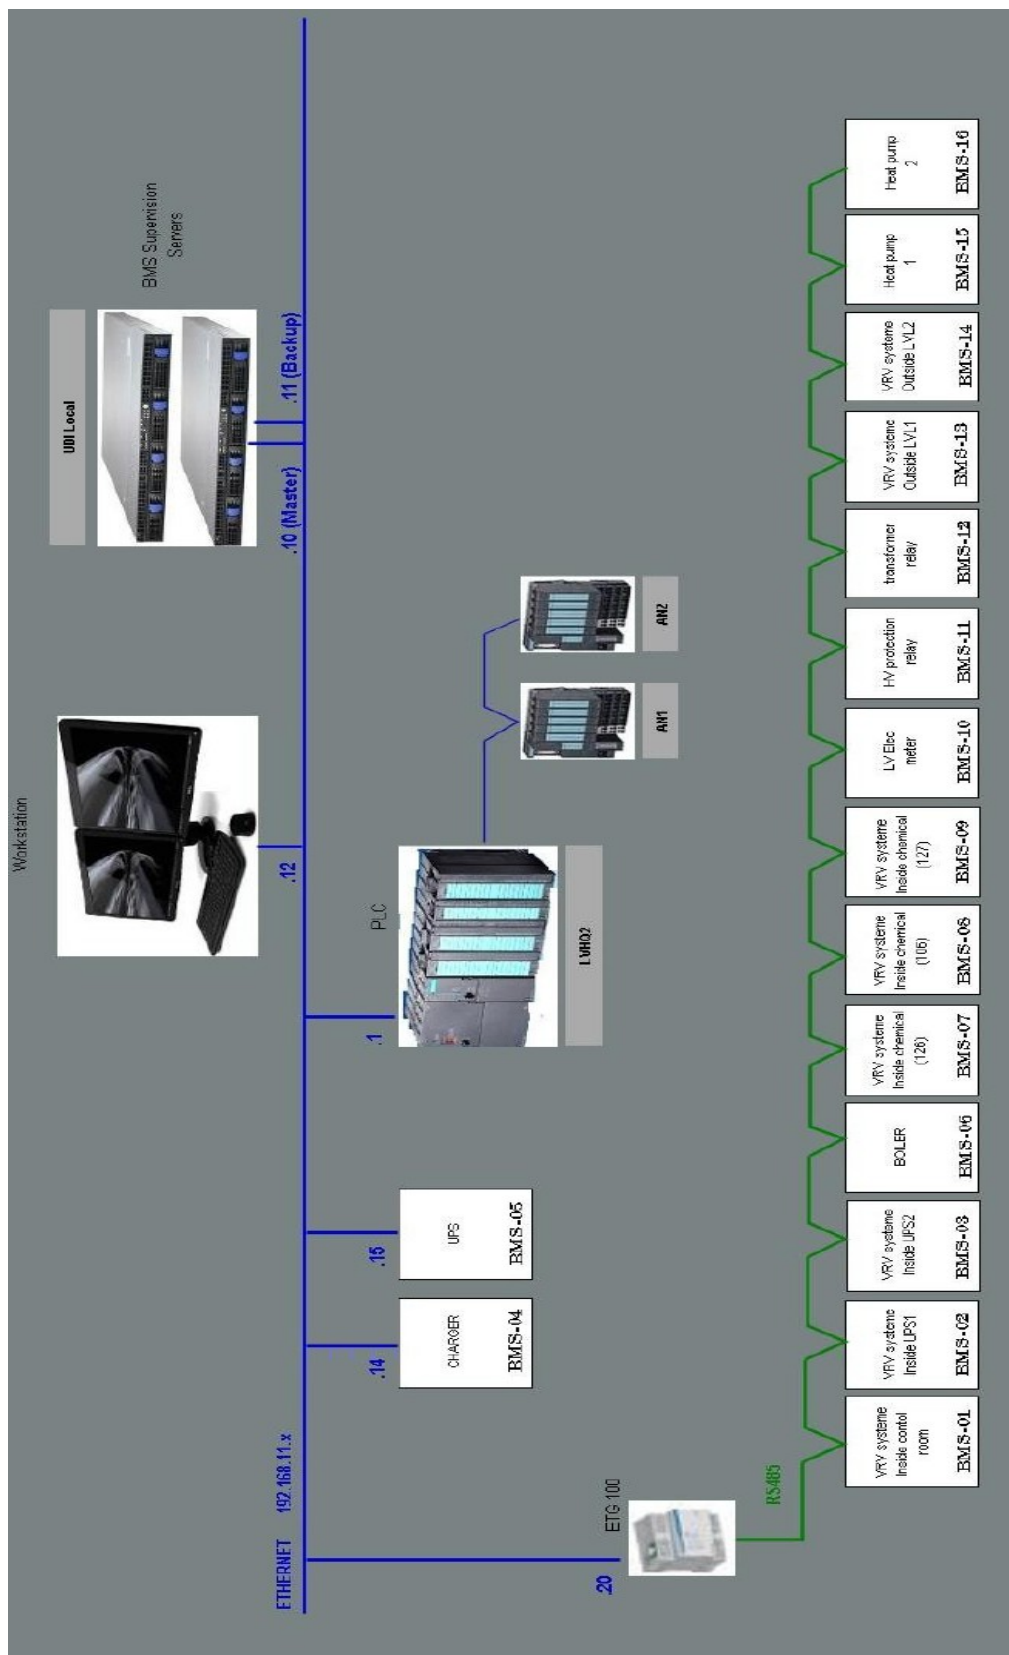 Workstation
BMS Supervision
Servers
UDI Local
.12
.10 (Master)
.11 (Backup)
ETHERNET
192.168.11.x
.20
.14
.15
.1
CHARGER
BMS-04
UPS
BMS-05
PLC
LVHQ2
AN1
AN2
ETG 100
RS485
VRV systeme
Inside contol
room
BMS-01
VRV systeme
Inside UPS1
BMS-02
VRV systeme
Inside UPS2
BMS-03
BOILER
BMS-06
VRV systeme
Inside chemical
(126)
BMS-07
VRV systeme
Inside chemical
(105)
BMS-08
VRV systeme
Inside chemical
(127)
BMS-09
LV Elec
meter
BMS-10
HV protection
relay
BMS-11
transformer
relay
BMS-12
VRV systeme
Outside LVL1
BMS-13
VRV systeme
Outside LVL2
BMS-14
Heat pump
1
BMS-15
Heat pump
2
BMS-16